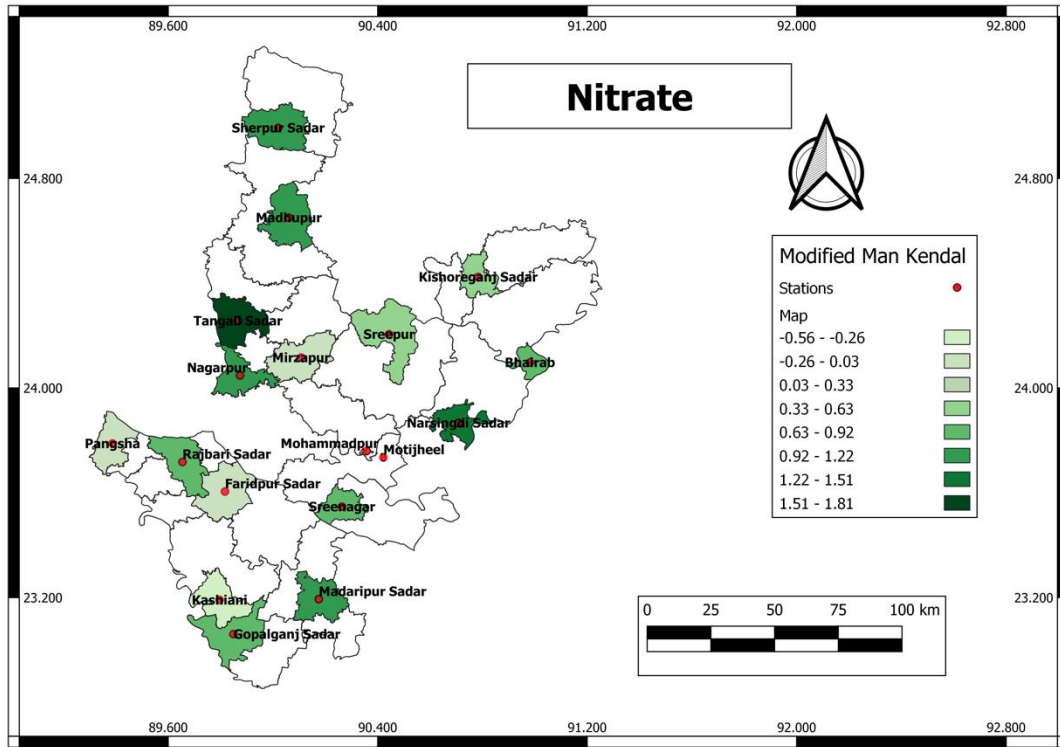 89.600 90.400 91.200 92.000 92.800
Nitrate
Sherpur Sadar
24.800 24.800
Madhupur
Kishoreganj Sadar
Modified Man Kendal
Stations
Map
-0.56 - -0.26
-0.26 - 0.03
0.03 - 0.33
0.33 - 0.63
0.63 - 0.92
0.92 - 1.22
1.22 - 1.51
1.51 - 1.81
Tangail Sadar
Sreepur
Mirzapur
Bhairab
Nagarpur
24.000 24.000
Narsingdi Sadar
Pangsha
Mohammadpur
Motijheel
Rajbari Sadar
Faridpur Sadar
Sreenagar
Madaripur Sadar
Kashiani
23.200 23.200
Gopalganj Sadar
0 25 50 75 100 km
89.600 90.400 91.200 92.000 92.800